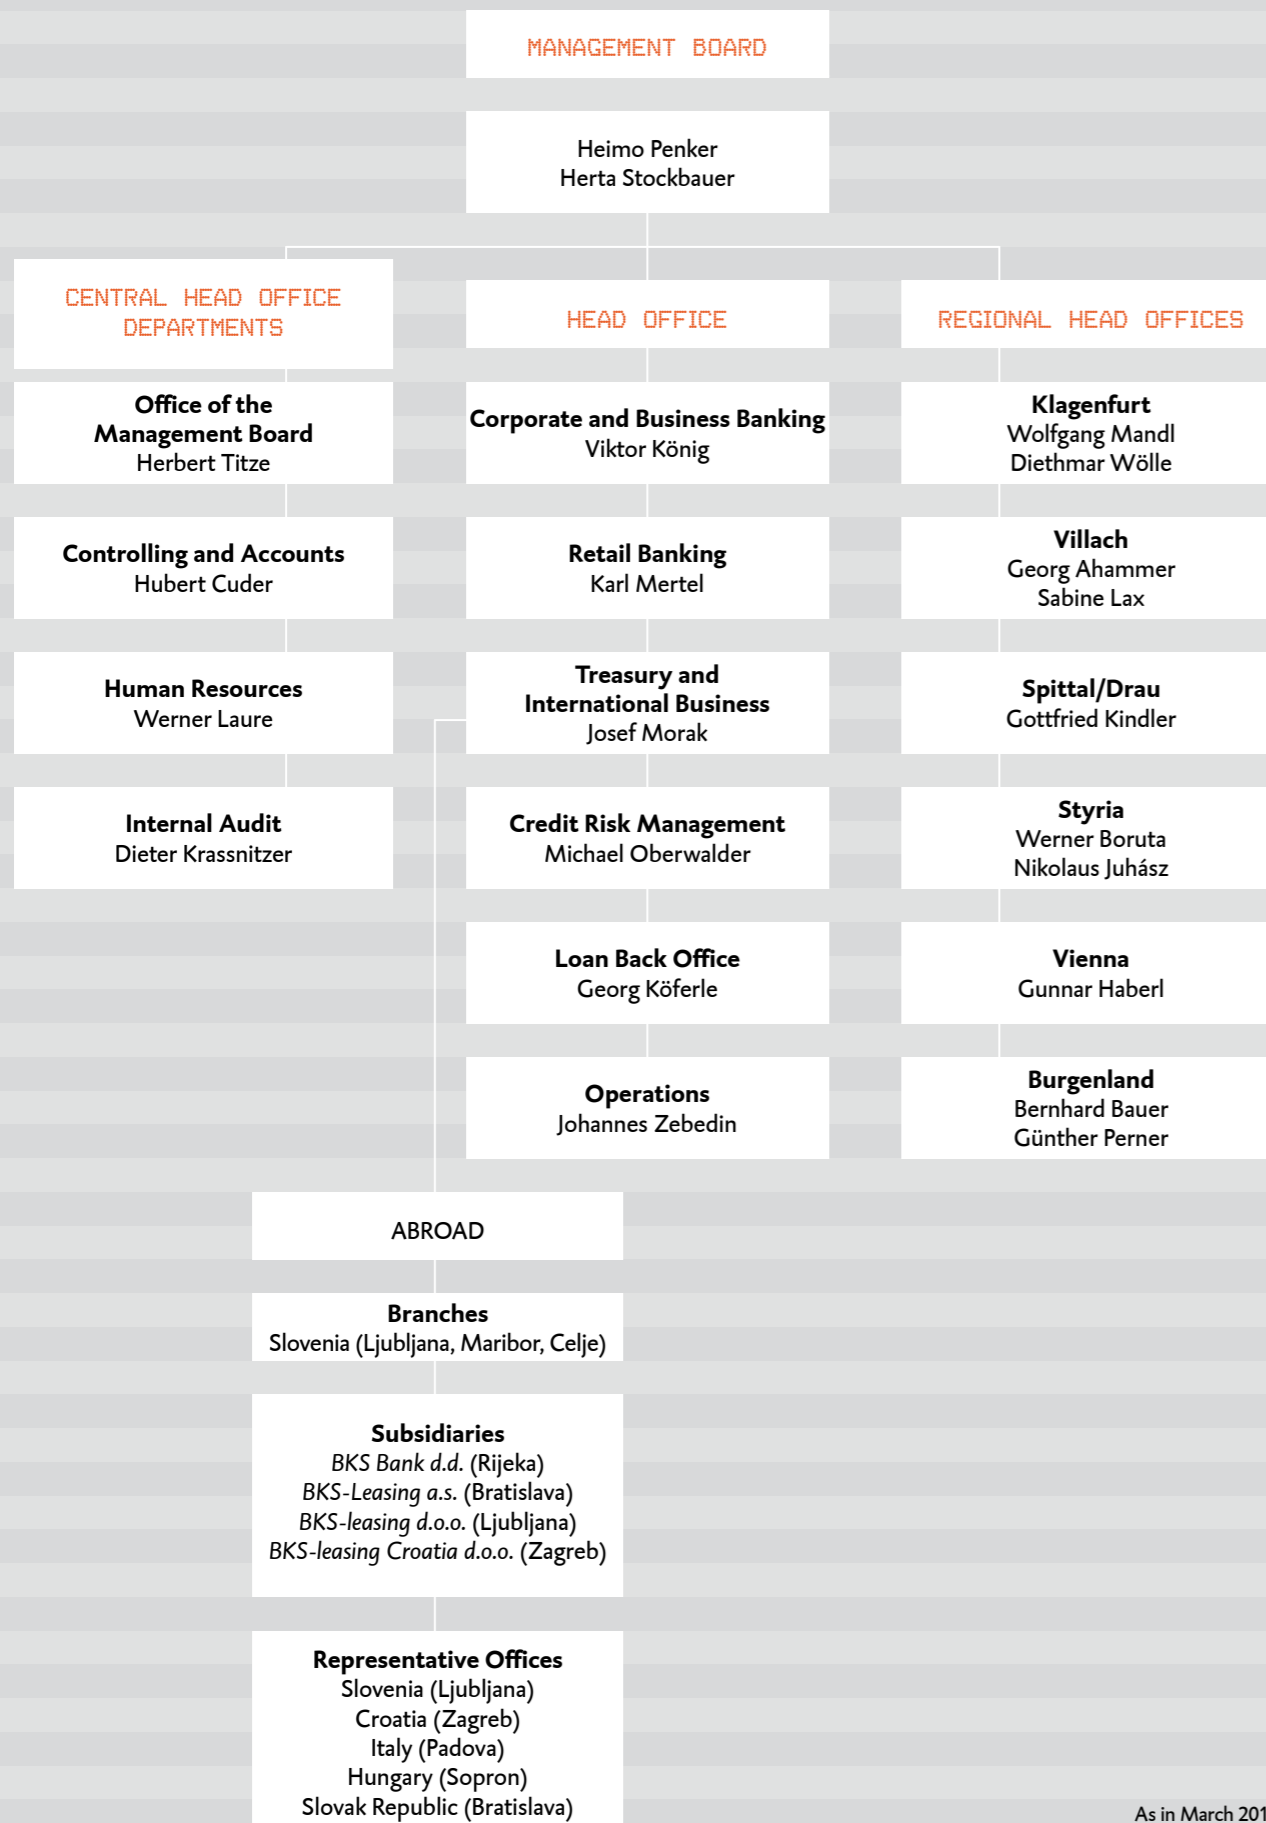 MANAGEMENT BOARD
Heimo Penker
Herta Stockbauer
CENTRAL HEAD OFFICE
DEPARTMENTS
Office of the
Management Board
Herbert Titze
Controlling and Accounts
Hubert Cuder
Human Resources
Werner Laure
Internal Audit
Dieter Krassnitzer
HEAD OFFICE
Corporate and Business Banking
Viktor König
Retail Banking
Karl Mertel
Treasury and
International Business
Josef Morak
Credit Risk Management
Michael Oberwalder
Loan Back Office
Georg Köferle
Operations
Johannes Zebedin
REGIONAL HEAD OFFICES
Klagenfurt
Wolfgang Mandl
Diethmar Wölle
Villach
Georg Ahammer
Sabine Lax
Spittal/Drau
Gottfried Kindler
Styria
Werner Boruta
Nikolaus Juhász
Vienna
Gunnar Haberl
Burgenland
Bernhard Bauer
Günther Perner
ABROAD
Branches
Slovenia (Ljubljana, Maribor, Celje)
Subsidiaries
BKS Bank d.d. (Rijeka)
BKS-Leasing a.s. (Bratislava)
BKS-leasing d.o.o. (Ljubljana)
BKS-leasing Croatia d.o.o. (Zagreb)
Representative Offices
Slovenia (Ljubljana)
Croatia (Zagreb)
Italy (Padova)
Hungary (Sopron)
Slovak Republic (Bratislava)
As in March